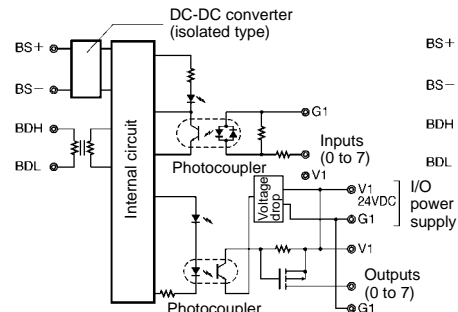 DC-DC converter
(isolated type)
BS+
BS−
BDH
BDL
Internal circuit
G1
Inputs
(0 to 7)
Photocoupler
V1
Voltage
drop
V1
24VDC
G1
I/O
power
supply
V1
Outputs
(0 to 7)
Photocoupler
G1
BS+
BS−
BDH
BDL